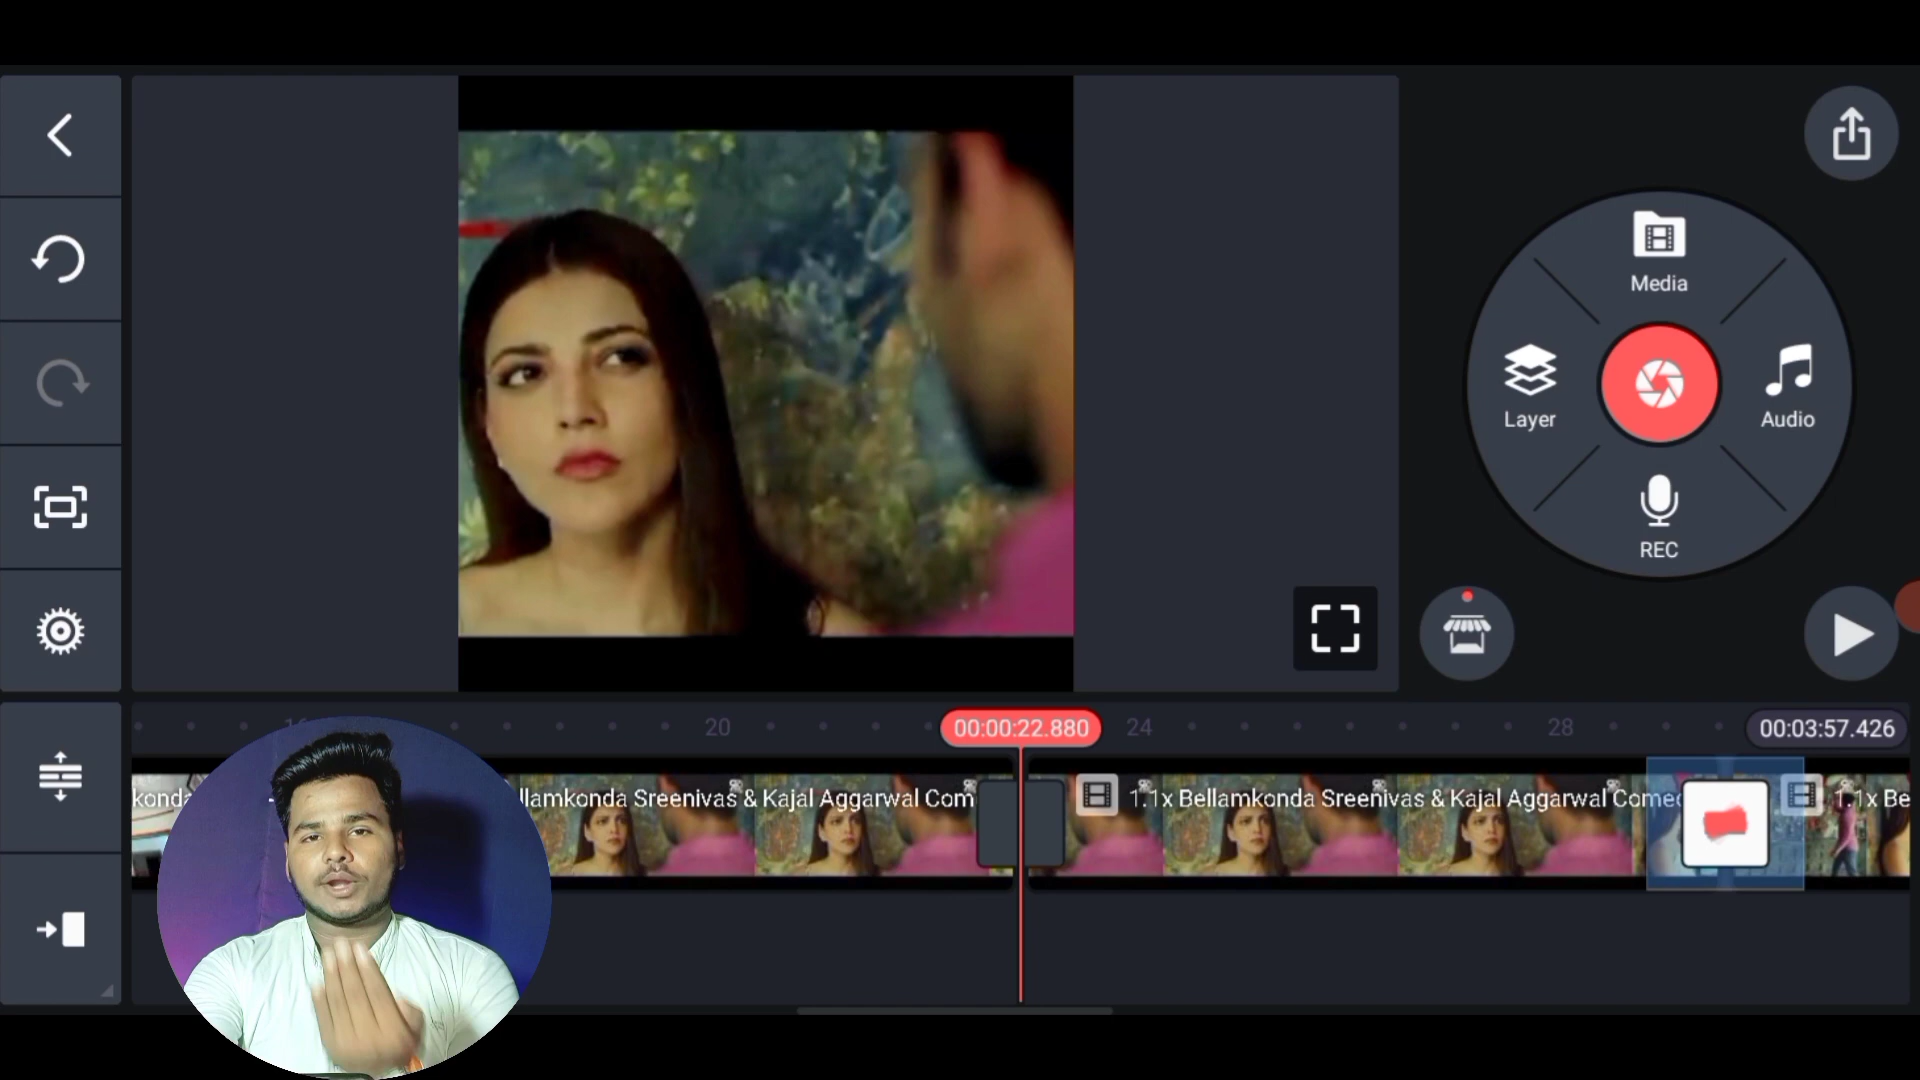 Media
Layer
Audio
REC
16
20
00:00:22.880
24
28
00:03:57.426
konda
llamkonda Sreenivas & Kajal Aggarwal Com
1.1x Bellamkonda Sreenivas & Kajal Aggarwal Comed
1.1x Be